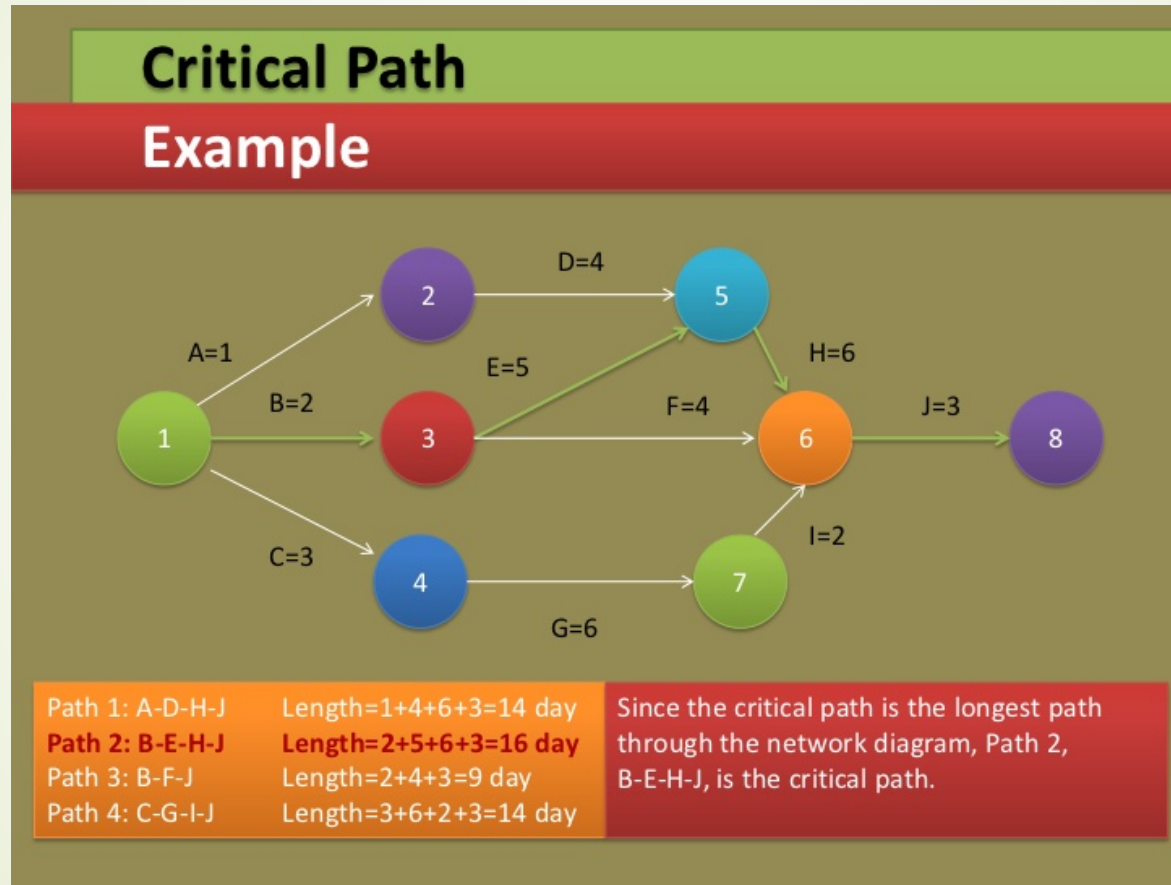 Critical Path
Example
D=4
2
5
A=1
E=5
H=6
B=2
F=4
J=3
1
3
6
8
C=3
I=2
4
7
G=6
Path 1: A-D-H-J Length=1+4+6+3=14 day
Path 2: B-E-H-J Length=2+5+6+3=16 day
Path 3: B-F-J Length=2+4+3=9 day
Path 4: C-G-I-J Length=3+6+2+3=14 day
Since the critical path is the longest path
through the network diagram, Path 2,
B-E-H-J, is the critical path.